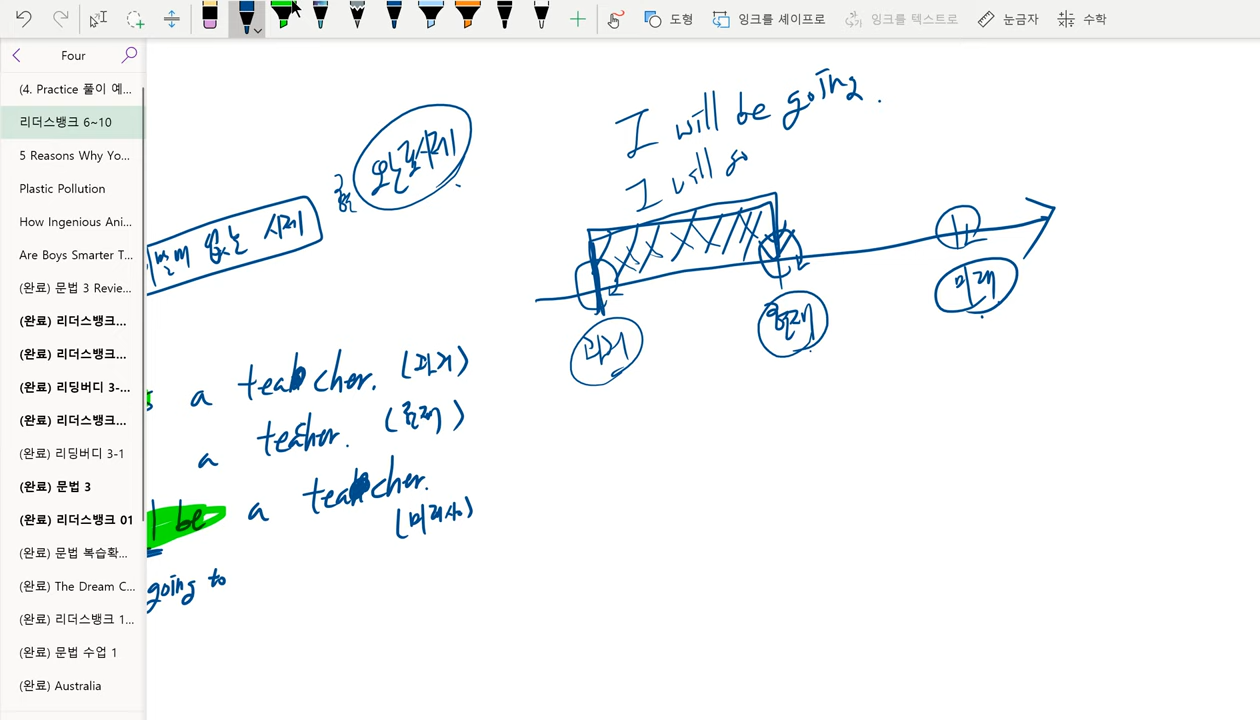 도형
잉크를 셰이프로
잉크를 텍스트로
눈금자
수학
Four
(4. Practice 풀이 예...
리더스뱅크 6~10
5 Reasons Why Yo...
Plastic Pollution
How Ingenious Ani...
Are Boys Smarter T...
(완료) 문법 3 Revie...
(완료) 리더스뱅크...
(완료) 리더스뱅크...
(완료) 리딩버디 3-...
(완료) 리더스뱅크...
(완료) 리딩버디 3-1
(완료) 문법 3
(완료) 리더스뱅크 01
(완료) 문법 복습확...
(완료) The Dream C...
(완료) 리더스뱅크 1...
(완료) 문법 수업 1
(완료) Australia
I will be going.
I will go
완료시제
없는 시제
과거
현재
미래
s a teacher. (과거)
a teacher. (현재)
l be a teacher.
going to